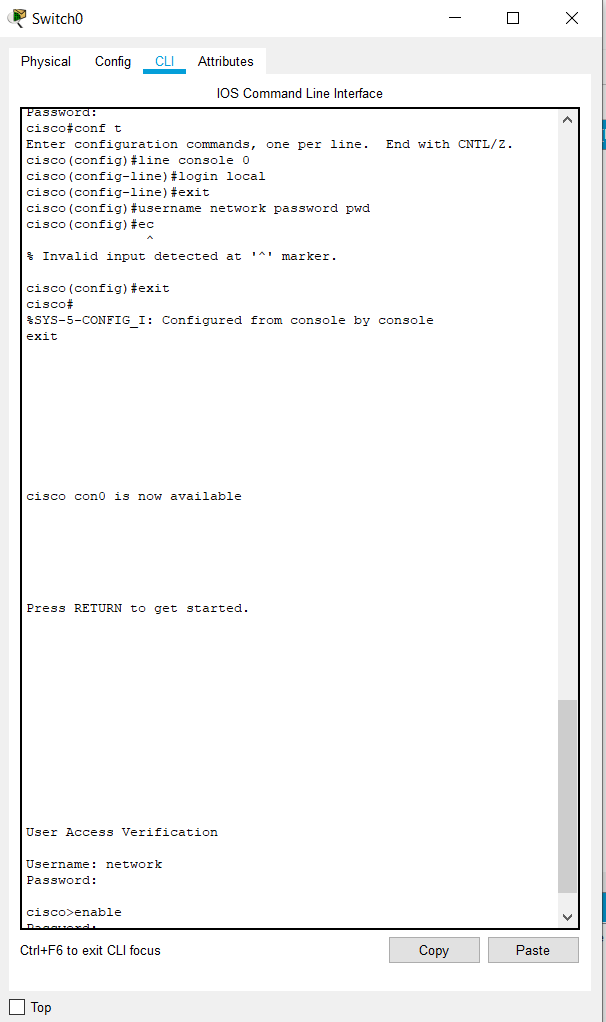 Switch0
Physical Config CLI Attributes
IOS Command Line Interface
Password:
cisco#conf t
Enter configuration commands, one per line.  End with CNTL/Z.
cisco(config)#line console 0
cisco(config-line)#login local
cisco(config-line)#exit
cisco(config)#username network password pwd
cisco(config)#ec
^
% Invalid input detected at '^' marker.
cisco(config)#exit
cisco#
%SYS-5-CONFIG_I: Configured from console by console
exit
cisco con0 is now available
Press RETURN to get started.
User Access Verification
Username: network
Password:
cisco>enable
Password:
Ctrl+F6 to exit CLI focus
Copy Paste
Top